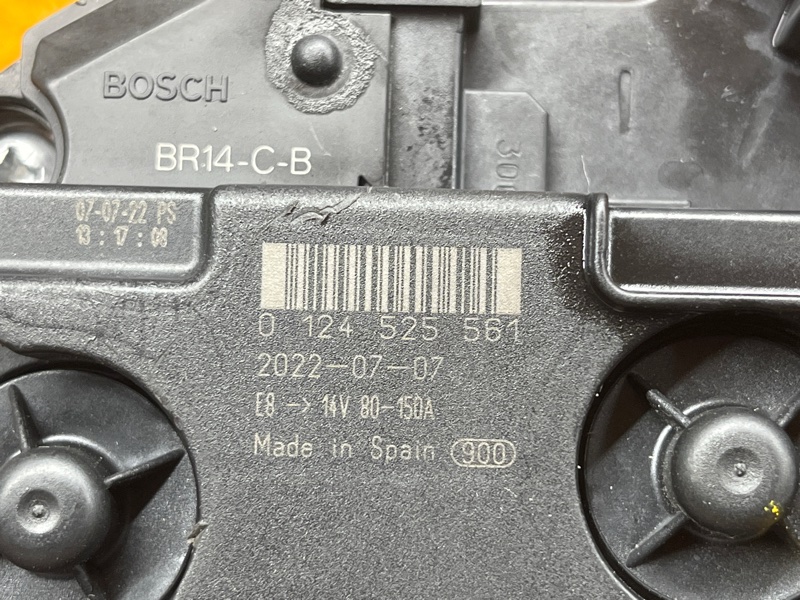 BOSCH
BR14-C-B
07-07-22 PS
13:17:08
0 124 525 561
2022-07-07
E8 -> 14V 80-150A
Made in Spain 900